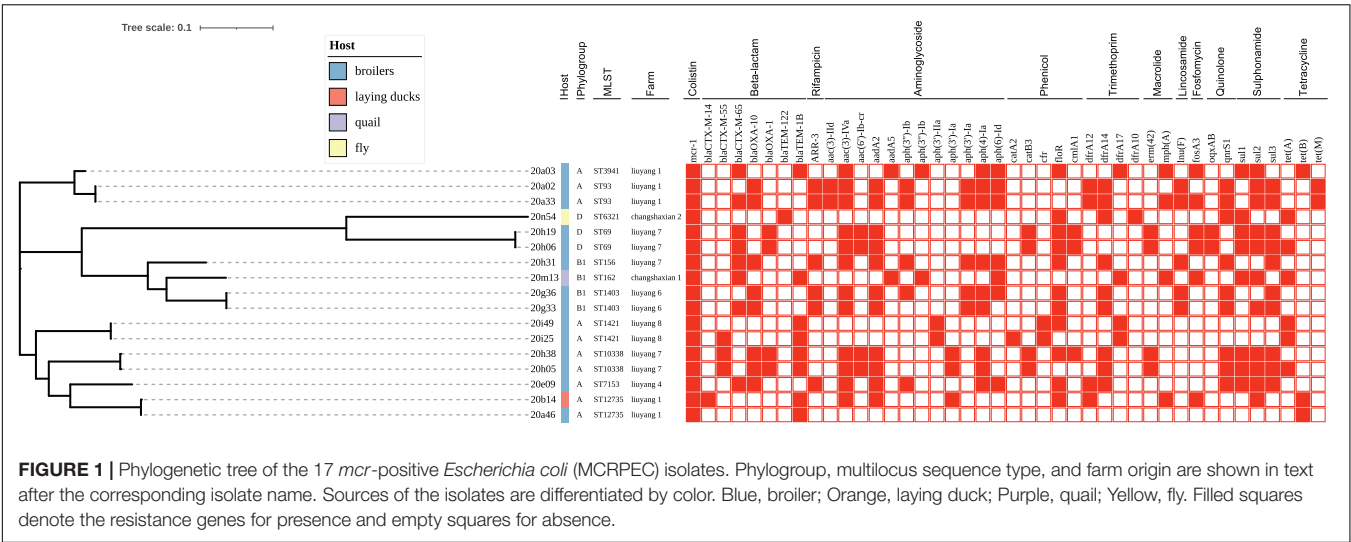 Tree scale: 0.1
Host
broilers
laying ducks
quail
fly
Host
Phylogroup
MLST
Farm
Colistin
Beta-lactam
Rifampicin
Aminoglycoside
Phenicol
Trimethoprim
Macrolide
Lincosamide
Fosfomycin
Quinolone
Sulphonamide
Tetracycline
mcr-1
blaCTX-M-14
blaCTX-M-55
blaCTX-M-65
blaOXA-10
blaOXA-1
blaTEM-122
blaTEM-1B
ARR-3
aac(3)-IId
aac(3)-IVa
aac(6')-Ib-cr
aadA2
aadA5
aph(3'')-Ib
aph(3'')-Ib
aph(3')-IIa
aph(3')-Ia
aph(3')-Ia
aph(4)-Ia
aph(6)-Id
catA2
catB3
cfr
floR
cmlA1
dfrA12
dfrA14
dfrA17
dfrA10
erm(42)
mph(A)
lnu(F)
fosA3
oqxAB
qnrS1
sul1
sul2
sul3
tet(A)
tet(B)
tet(M)
20a03 A ST3941 liuyang 1
20a02 A ST93 liuyang 1
20a33 A ST93 liuyang 1
20n54 D ST6321 changshaxian 2
20h19 D ST69 liuyang 7
20h06 D ST69 liuyang 7
20h31 B1 ST156 liuyang 7
20m13 B1 ST162 changshaxian 1
20g36 B1 ST1403 liuyang 6
20g33 B1 ST1403 liuyang 6
20i49 A ST1421 liuyang 8
20i25 A ST1421 liuyang 8
20h38 A ST10338 liuyang 7
20h05 A ST10338 liuyang 7
20e09 A ST7153 liuyang 4
20b14 A ST12735 liuyang 1
20a46 A ST12735 liuyang 1
FIGURE 1 | Phylogenetic tree of the 17 mcr-positive Escherichia coli (MCRPEC) isolates. Phylogroup, multilocus sequence type, and farm origin are shown in text
after the corresponding isolate name. Sources of the isolates are differentiated by color. Blue, broiler; Orange, laying duck; Purple, quail; Yellow, fly. Filled squares
denote the resistance genes for presence and empty squares for absence.